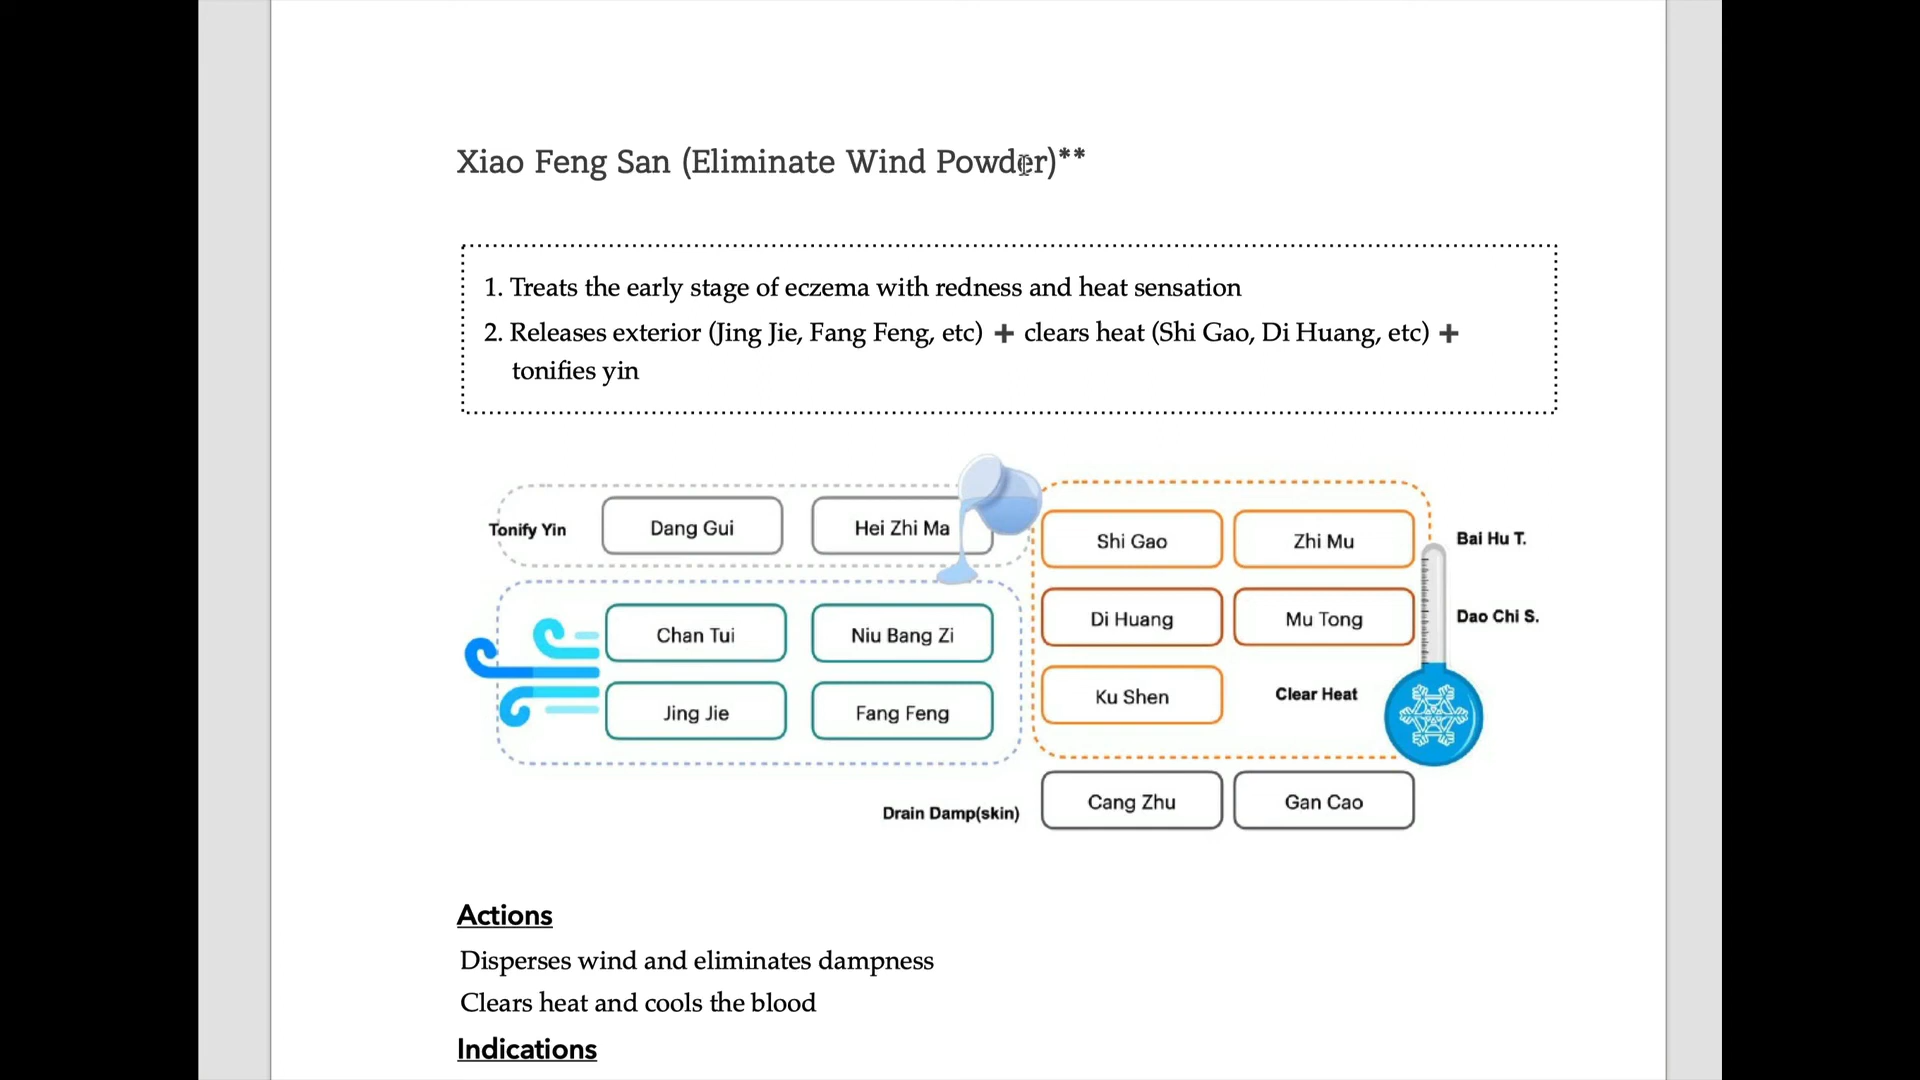 Xiao Feng San (Eliminate Wind Powder)**
1. Treats the early stage of eczema with redness and heat sensation
2. Releases exterior (Jing Jie, Fang Feng, etc) ➕ clears heat (Shi Gao, Di Huang, etc) ➕
tonifies yin
Tonify Yin
Dang Gui
Hei Zhi Ma
Chan Tui
Niu Bang Zi
Jing Jie
Fang Feng
Shi Gao
Zhi Mu
Bai Hu T.
Di Huang
Mu Tong
Dao Chi S.
Ku Shen
Clear Heat
Drain Damp(skin)
Cang Zhu
Gan Cao
Actions
Disperses wind and eliminates dampness
Clears heat and cools the blood
Indications